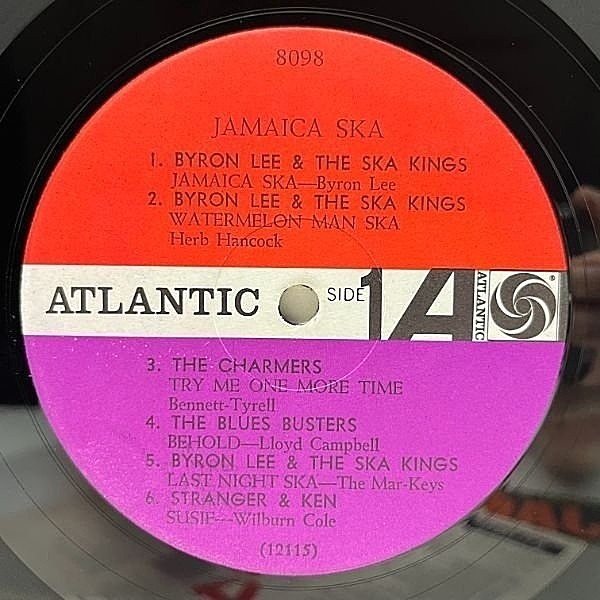 8098
JAMAICA SKA
1. BYRON LEE & THE SKA KINGS
JAMAICA SKA—Byron Lee
2. BYRON LEE & THE SKA KINGS
WATERMELON MAN SKA
Herb Hancock
ATLANTIC SIDE 1 A ATLANTIC ®
3. THE CHARMERS
TRY ME ONE MORE TIME
Bennett-Tyrell
4. THE BLUES BUSTERS
BEHOLD—Lloyd Campbell
5. BYRON LEE & THE SKA KINGS
LAST NIGHT SKA—The Mar-Keys
6. STRANGER & KEN
SUSIE—Wilburn Cole
(12115)